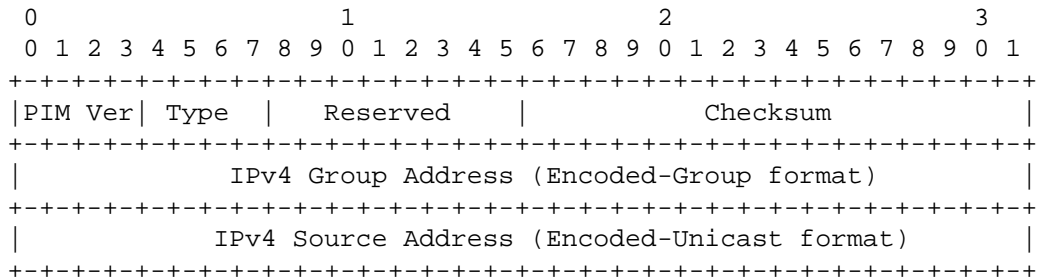 0                   1                   2                   3
 0 1 2 3 4 5 6 7 8 9 0 1 2 3 4 5 6 7 8 9 0 1 2 3 4 5 6 7 8 9 0 1
+-+-+-+-+-+-+-+-+-+-+-+-+-+-+-+-+-+-+-+-+-+-+-+-+-+-+-+-+-+-+-+-+
|PIM Ver| Type  |   Reserved    |           Checksum            |
+-+-+-+-+-+-+-+-+-+-+-+-+-+-+-+-+-+-+-+-+-+-+-+-+-+-+-+-+-+-+-+-+
|             IPv4 Group Address (Encoded-Group format)         |
+-+-+-+-+-+-+-+-+-+-+-+-+-+-+-+-+-+-+-+-+-+-+-+-+-+-+-+-+-+-+-+-+
|            IPv4 Source Address (Encoded-Unicast format)       |
+-+-+-+-+-+-+-+-+-+-+-+-+-+-+-+-+-+-+-+-+-+-+-+-+-+-+-+-+-+-+-+-+